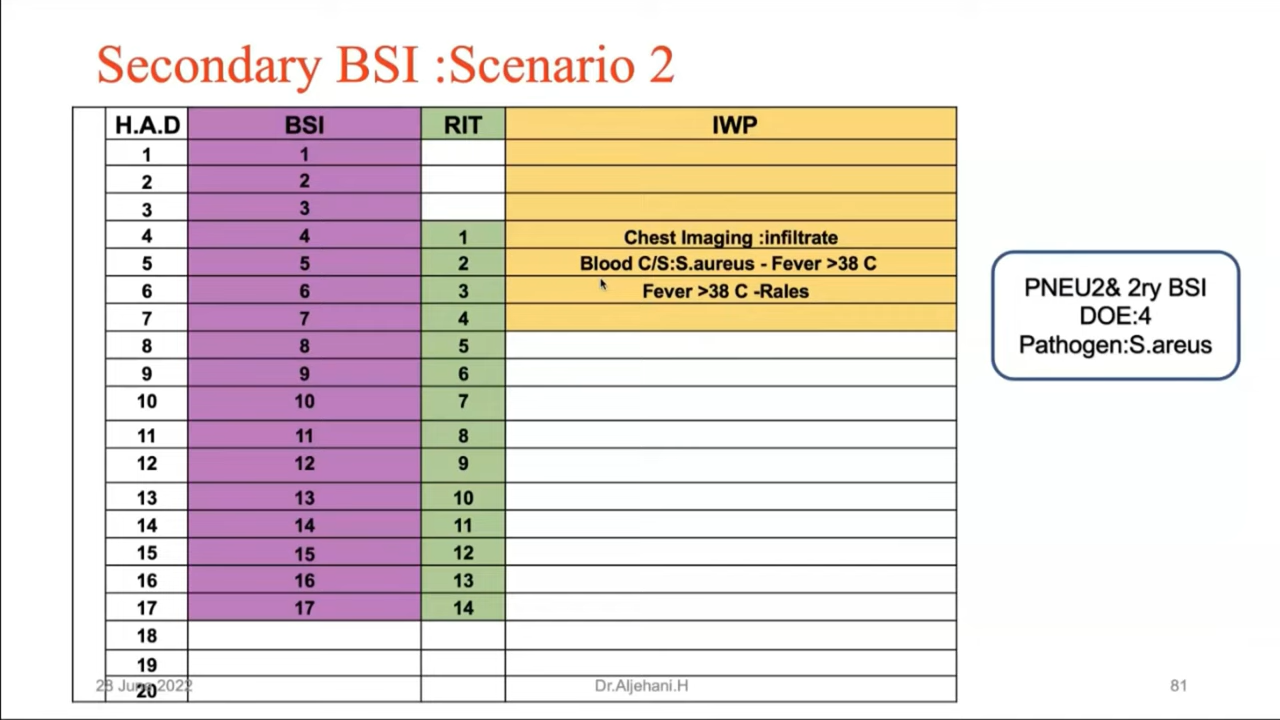 Secondary BSI :Scenario 2
H.A.D BSI RIT IWP
1 1
2 2
3 3
4 4 1 Chest Imaging :infiltrate
5 5 2 Blood C/S:S.aureus - Fever >38 C
6 6 3 Fever >38 C -Rales
7 7 4
8 8 5
9 9 6
10 10 7
11 11 8
12 12 9
13 13 10
14 14 11
15 15 12
16 16 13
17 17 14
18
19
20
PNEU2& 2ry BSI
DOE:4
Pathogen:S.areus
23 June 2022 Dr.Aljehani.H 81